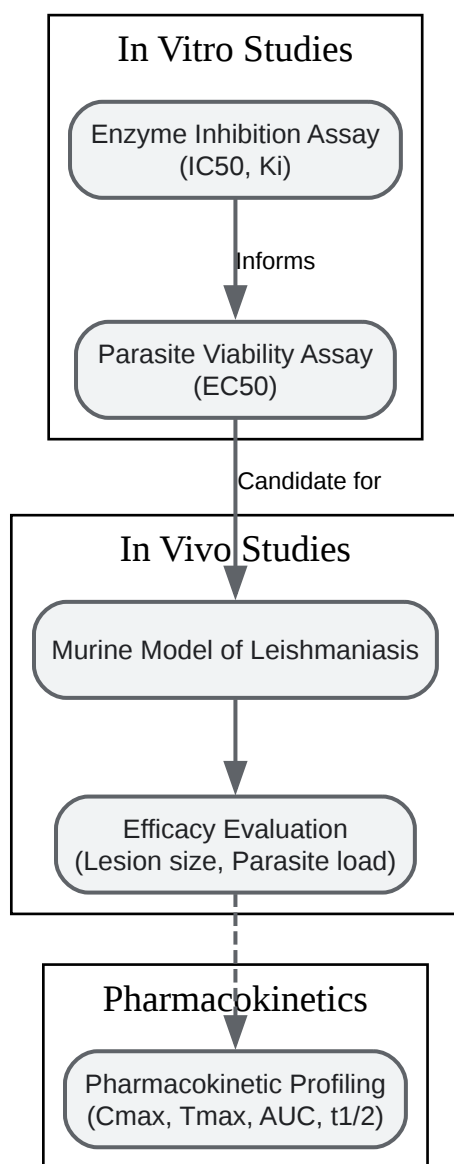 In Vitro Studies
Enzyme Inhibition Assay
(IC50, Ki)
Informs
Parasite Viability Assay
(EC50)
Candidate for
In Vivo Studies
Murine Model of Leishmaniasis
Efficacy Evaluation
(Lesion size, Parasite load)
Pharmacokinetics
Pharmacokinetic Profiling
(Cmax, Tmax, AUC, t1/2)